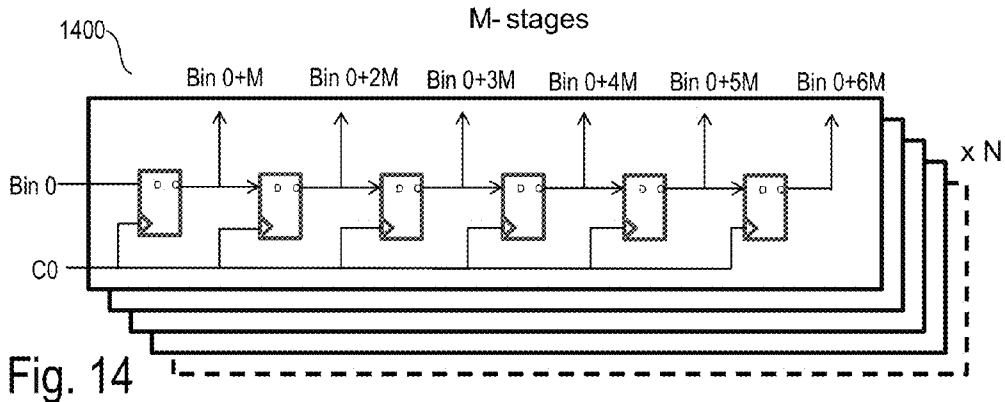 M- stages
1400
Bin 0+M Bin 0+2M Bin 0+3M Bin 0+4M Bin 0+5M Bin 0+6M
x N
Bin 0
C0
Fig. 14